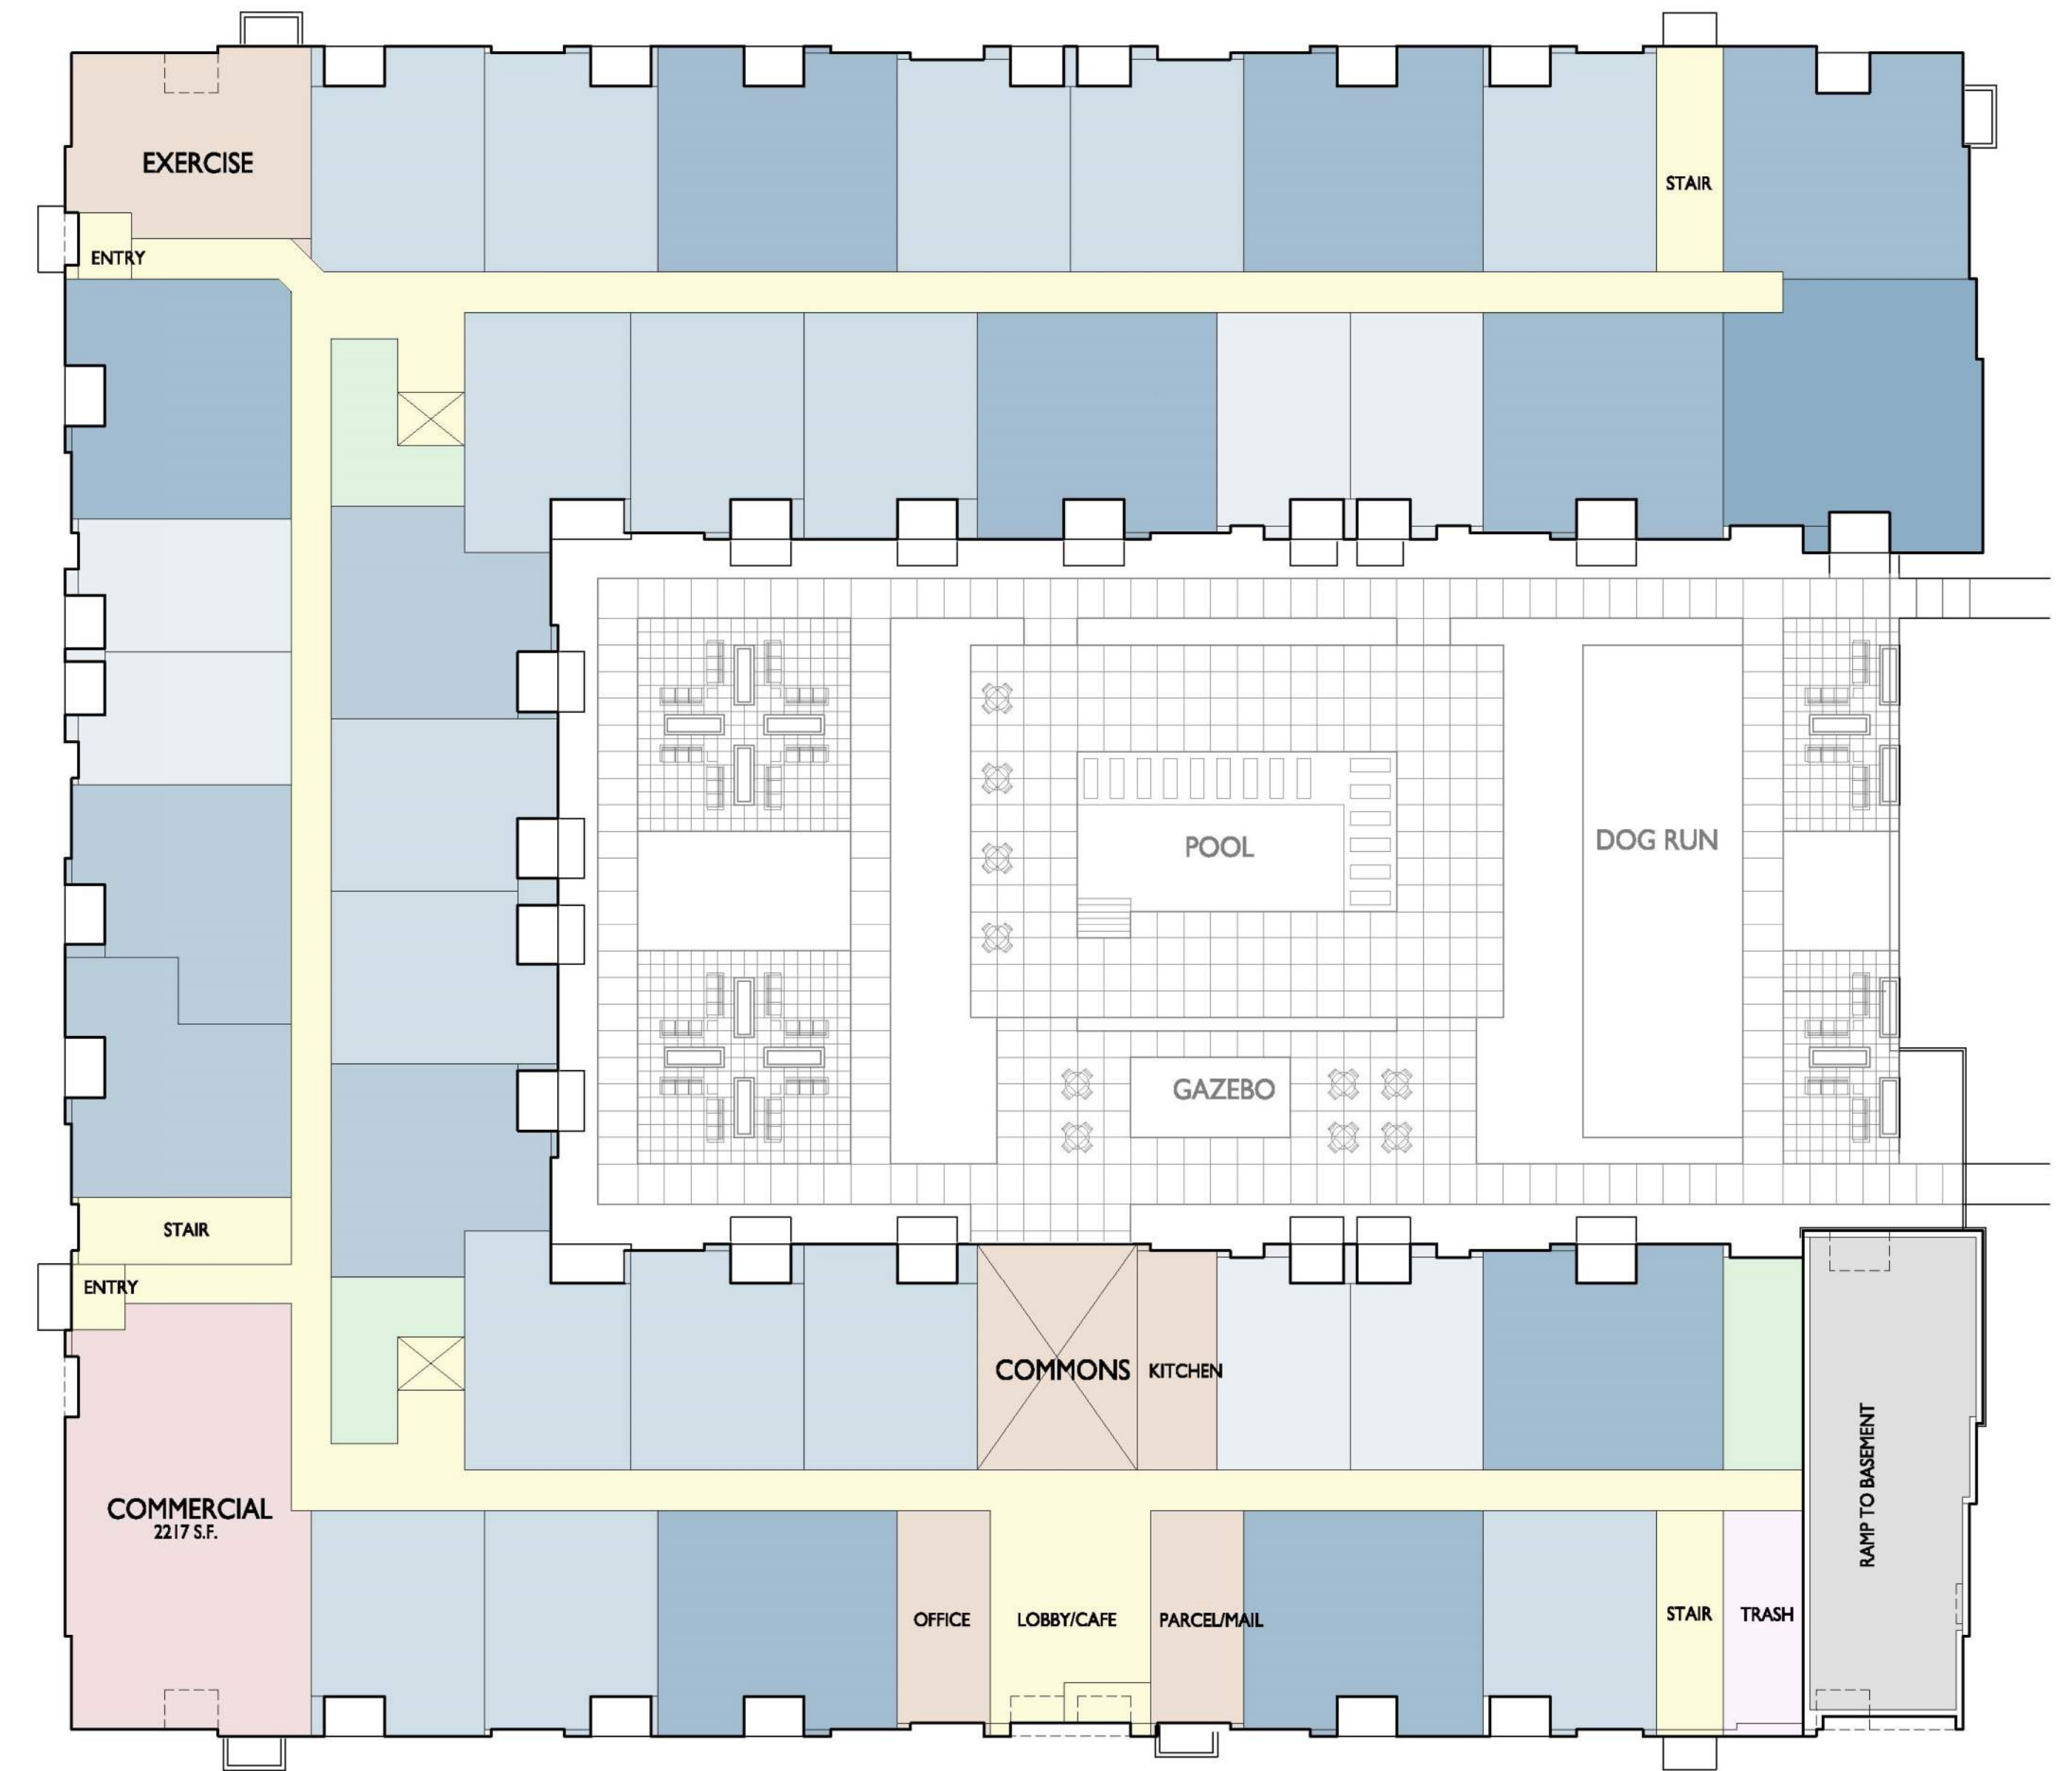 EXERCISE
STAIR
ENTRY
POOL
DOG RUN
GAZEBO
STAIR
ENTRY
COMMONS
KITCHEN
COMMERCIAL
2217 S.F.
RAMP TO BASEMENT
OFFICE
LOBBY/CAFE
PARCEL/MAIL
STAIR
TRASH